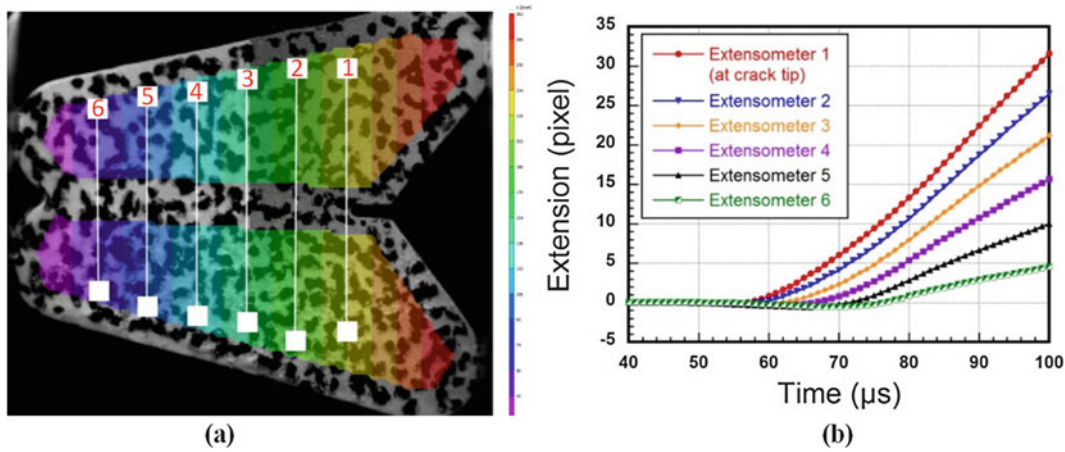 6
5
4
3
2
1
(a)
35
30
25
20
15
10
5
0
-5
Extension (pixel)
Extensometer 1
(at crack tip)
Extensometer 2
Extensometer 3
Extensometer 4
Extensometer 5
Extensometer 6
40 50 60 70 80 90 100
Time (µs)
(b)